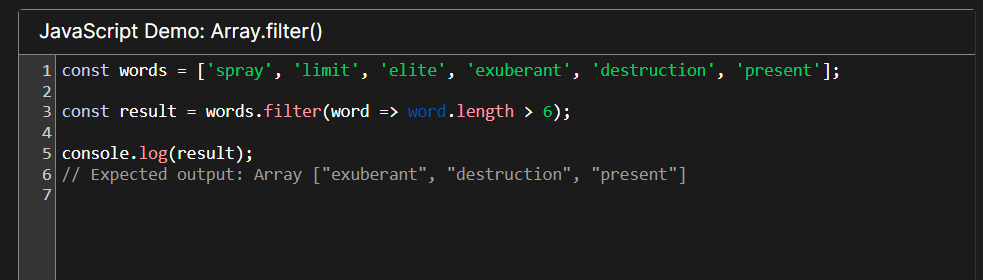 JavaScript Demo: Array.filter()
1 const words = ['spray', 'limit', 'elite', 'exuberant', 'destruction', 'present'];
2
3 const result = words.filter(word => word.length > 6);
4
5 console.log(result);
6 // Expected output: Array ["exuberant", "destruction", "present"]
7